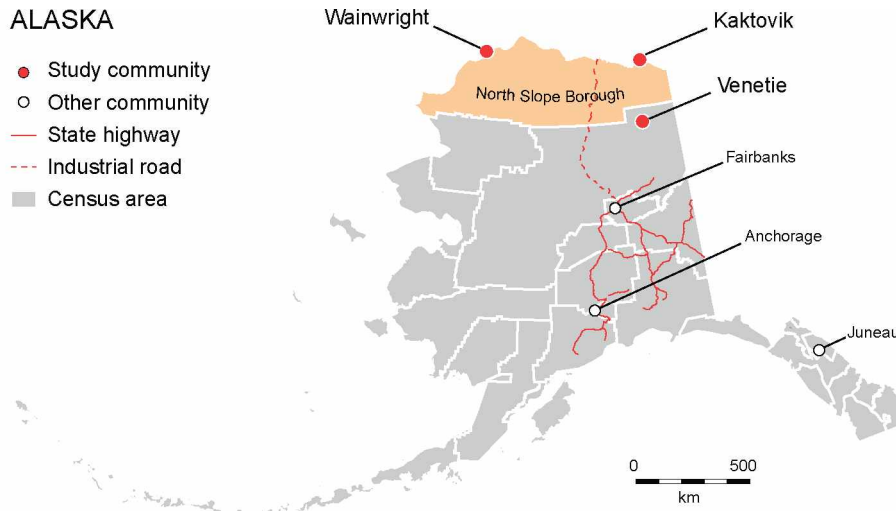 ALASKA
Study community
Other community
State highway
Industrial road
Census area
Wainwright
Kaktovik
North Slope Borough
Venetie
Fairbanks
Anchorage
Juneau
0 500
km